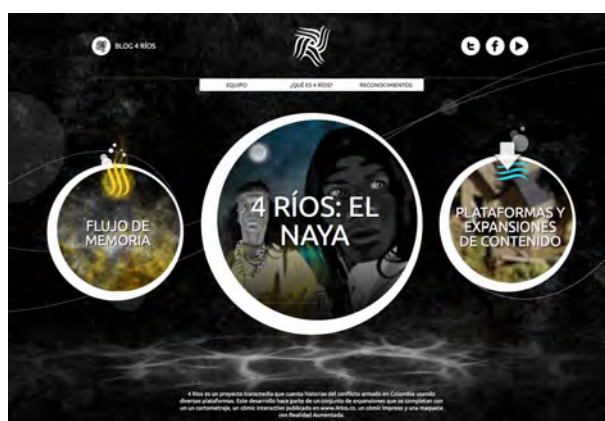 BLOG 4 RÍOS
EQUIPO
¿QUÉ ES 4 RÍOS?
RECONOCIMIENTOS
FLUJO DE
MEMORIA
4 RÍOS: EL
NAYA
PLATAFORMAS Y
EXPANSIONES
DE CONTENIDO
4 Ríos es un proyecto transmedia que cuenta historias del conflicto armado en Colombia usando
diversas plataformas. Este desarrollo hace parte de un conjunto de expansiones que se completan con
un un cortometraje, un cómic interactivo publicado en www.4rios.co, un cómic impreso y una maqueta
con Realidad Aumentada.